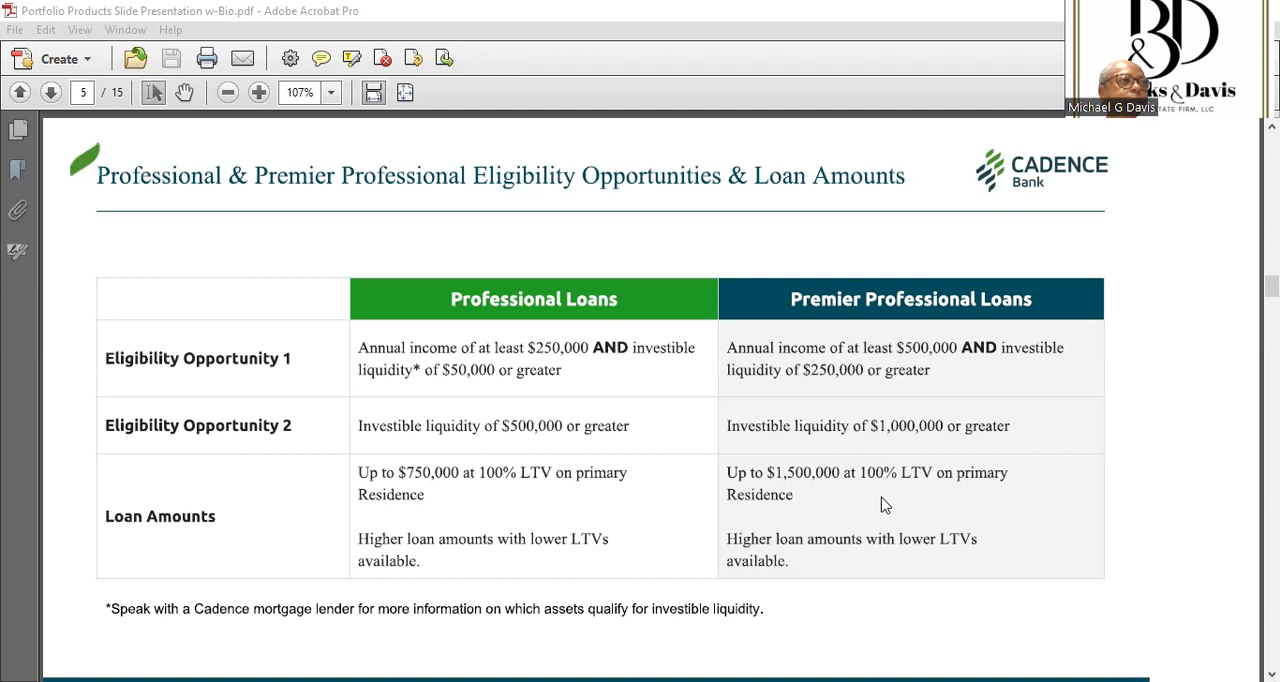 Portfolio Products Slide Presentation w-Bio.pdf - Adobe Acrobat Pro
File Edit View Window Help
Create
5 / 15
107%
B&D
ks & Davis
STATE FIRM, LLC
Michael G Davis
Professional & Premier Professional Eligibility Opportunities & Loan Amounts
CADENCE
Bank
Professional Loans
Premier Professional Loans
Eligibility Opportunity 1
Annual income of at least $250,000 AND investible
liquidity* of $50,000 or greater
Annual income of at least $500,000 AND investible
liquidity of $250,000 or greater
Eligibility Opportunity 2
Investible liquidity of $500,000 or greater
Investible liquidity of $1,000,000 or greater
Loan Amounts
Up to $750,000 at 100% LTV on primary
Residence
Higher loan amounts with lower LTVs
available.
Up to $1,500,000 at 100% LTV on primary
Residence
Higher loan amounts with lower LTVs
available.
*Speak with a Cadence mortgage lender for more information on which assets qualify for investible liquidity.